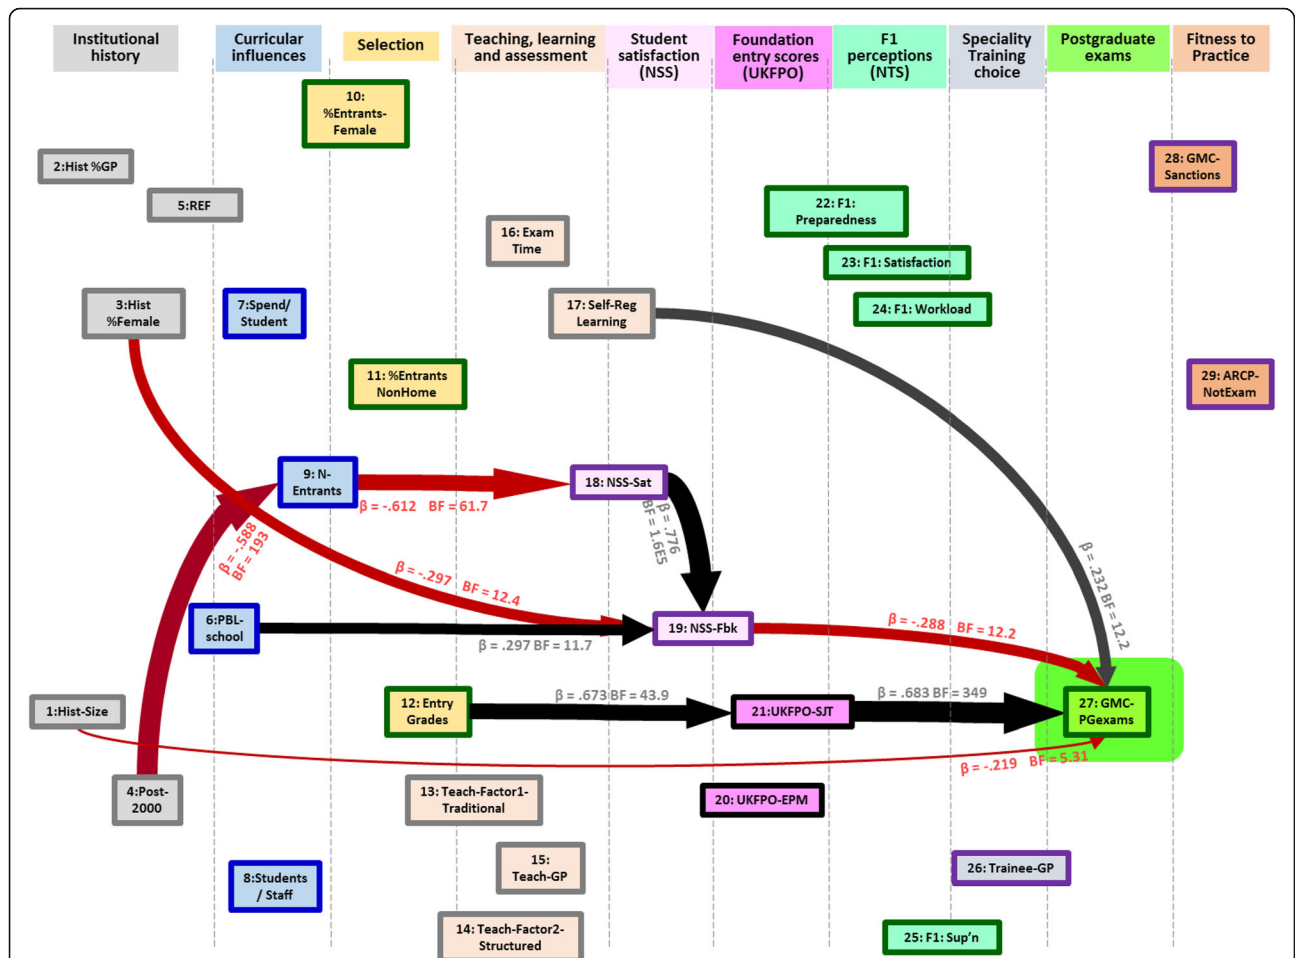 Institutional
history
Curricular
influences
Selection
Teaching, learning
and assessment
Student
satisfaction
(NSS)
Foundation
entry scores
(UKFPO)
F1
perceptions
(NTS)
Speciality
Training
choice
Postgraduate
exams
Fitness to
Practice
10:
%Entrants-
Female
2:Hist %GP
28: GMC-
Sanctions
5:REF
22: F1:
Preparedness
16: Exam
Time
23: F1: Satisfaction
3:Hist
%Female
7:Spend/
Student
17: Self-Reg
Learning
24: F1: Workload
11: %Entrants
NonHome
29: ARCP-
NotExam
9: N-
Entrants
18: NSS-Sat
β = -.612 BF = 61.7
β = .776
BF = 1.6E5
β = -.588
BF = 193
β = -.297 BF = 12.4
β = .232 BF = 12.2
6:PBL-
school
19: NSS-Fbk
β = -.288 BF = 12.2
β = .297 BF = 11.7
1:Hist-Size
12: Entry
Grades
β = .673 BF = 43.9
21:UKFPO-SJT
β = .683 BF = 349
27: GMC-
PGexams
β = -.219 BF = 5.31
4:Post-
2000
13: Teach-Factor1-
Traditional
20: UKFPO-EPM
8:Students
/ Staff
15:
Teach-GP
26: Trainee-GP
14: Teach-Factor2-
Structured
25: F1: Sup'n